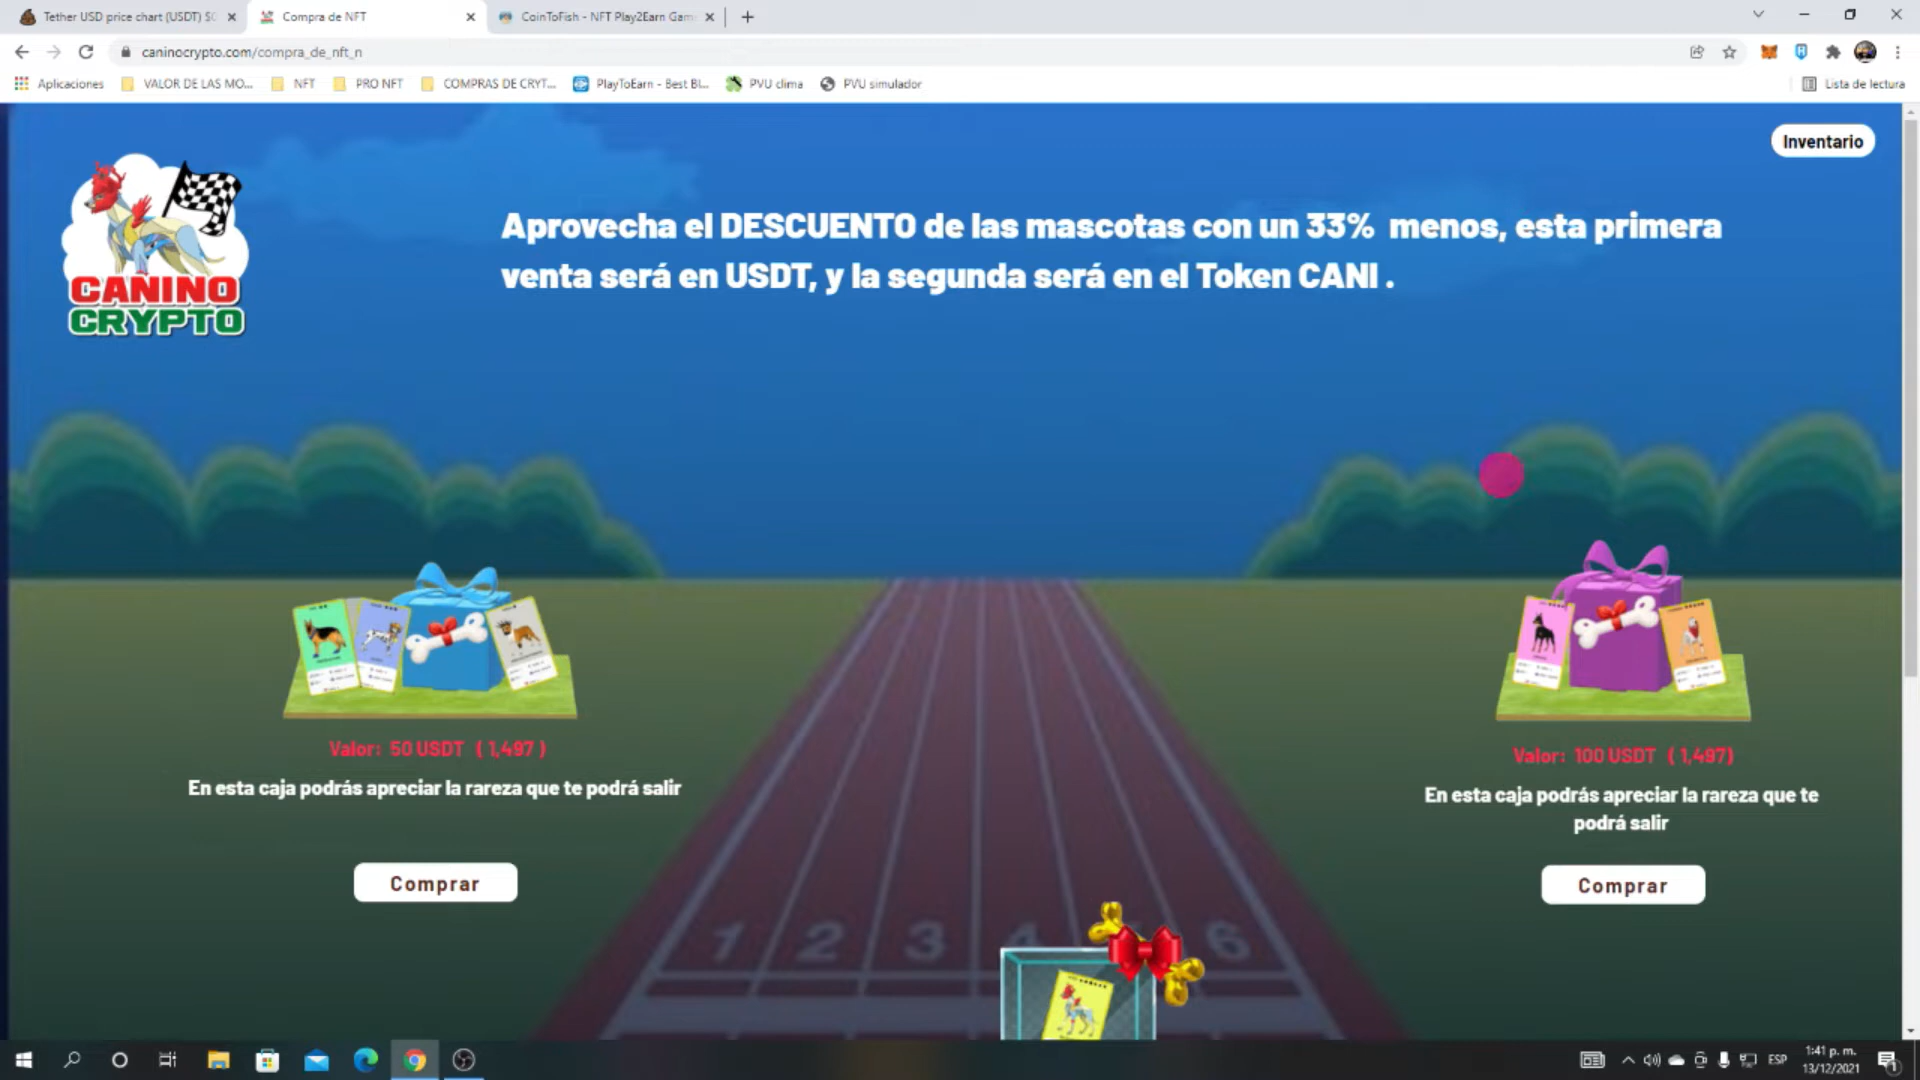 Tether USD price chart (USDT) $0
Compra de NFT
CoinToFish - NFT Play2Earn Gam
caninocrypto.com/compra_de_nft_n
Aplicaciones
VALOR DE LAS MO...
NFT
PRO NFT
COMPRAS DE CRYT...
PlayToEarn - Best Bl...
PVU clima
PVU simulador
Lista de lectura
Inventario
CANINO
CRYPTO
Aprovecha el DESCUENTO de las mascotas con un 33% menos, esta primera
venta será en USDT, y la segunda será en el Token CANI .
Valor: 50 USDT ( 1,497 )
En esta caja podrás apreciar la rareza que te podrá salir
Comprar
Valor: 100 USDT ( 1,497)
En esta caja podrás apreciar la rareza que te
podrá salir
Comprar
1 2 3 4 6
ESP
1:41 p. m.
13/12/2021
1